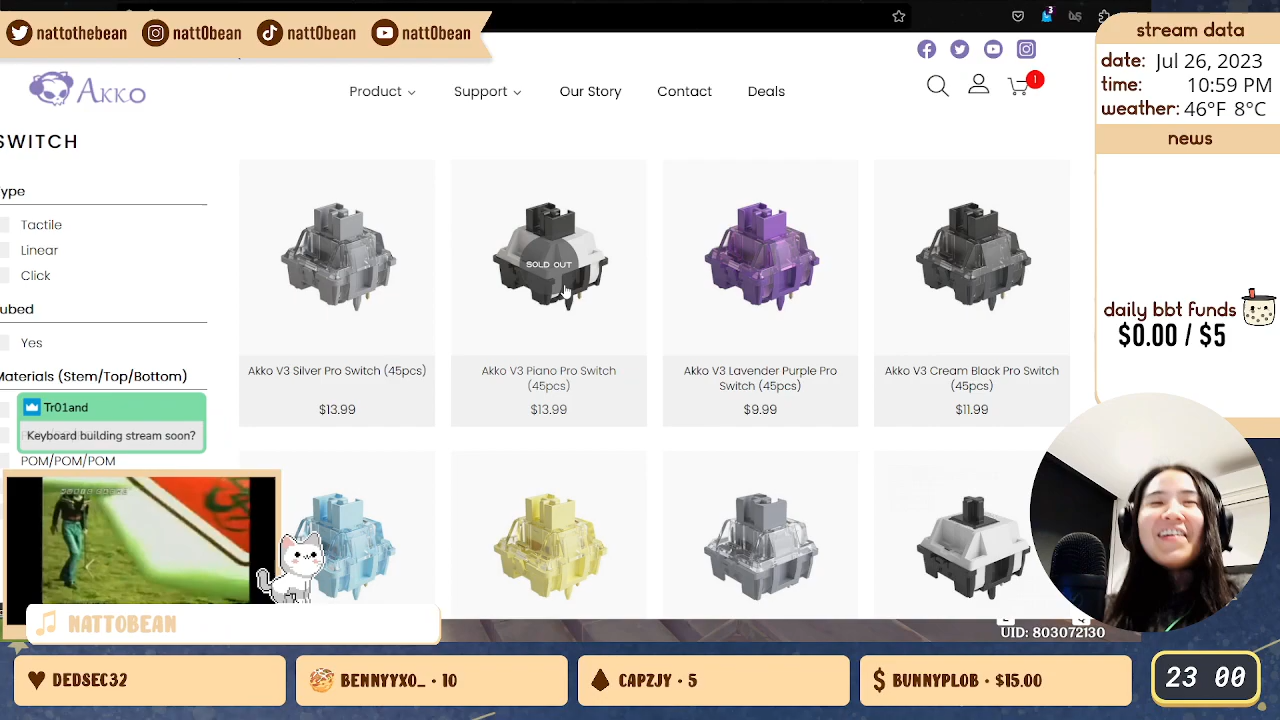 nattothebean
natt0bean
natt0bean
natt0bean
3
AKKO
Product
Support
Our Story
Contact
Deals
1
SWITCH
ype
Tactile
Linear
Click
ubed
Yes
Materials (Stem/Top/Bottom)
POM/POM/POM
SOLD OUT
Akko V3 Silver Pro Switch (45pcs)
$13.99
Akko V3 Piano Pro Switch
(45pcs)
$13.99
Akko V3 Lavender Purple Pro
Switch (45pcs)
$9.99
Akko V3 Cream Black Pro Switch
(45pcs)
$11.99
Tr01and
Keyboard building stream soon?
NATTOBEAN
stream data
date: Jul 26, 2023
time: 10:59 PM
weather: 46°F 8°C
news
daily bbt funds
$0.00 / $5
UID: 803072130
DEDSEC32
BENNYYXO_ · 10
CAPZJY · 5
$ BUNNYPLOB · $15.00
23 00